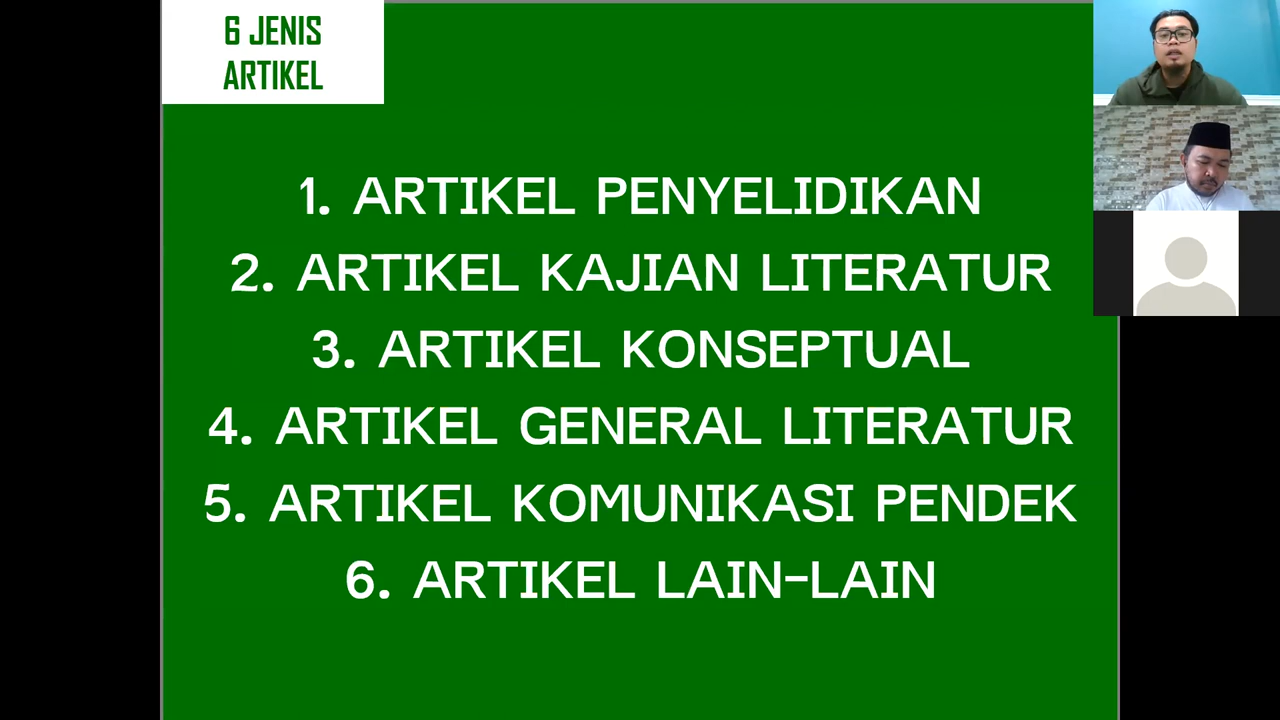 6 JENIS
ARTIKEL
1. ARTIKEL PENYELIDIKAN
2. ARTIKEL KAJIAN LITERATUR
3. ARTIKEL KONSEPTUAL
4. ARTIKEL GENERAL LITERATUR
5. ARTIKEL KOMUNIKASI PENDEK
6. ARTIKEL LAIN-LAIN